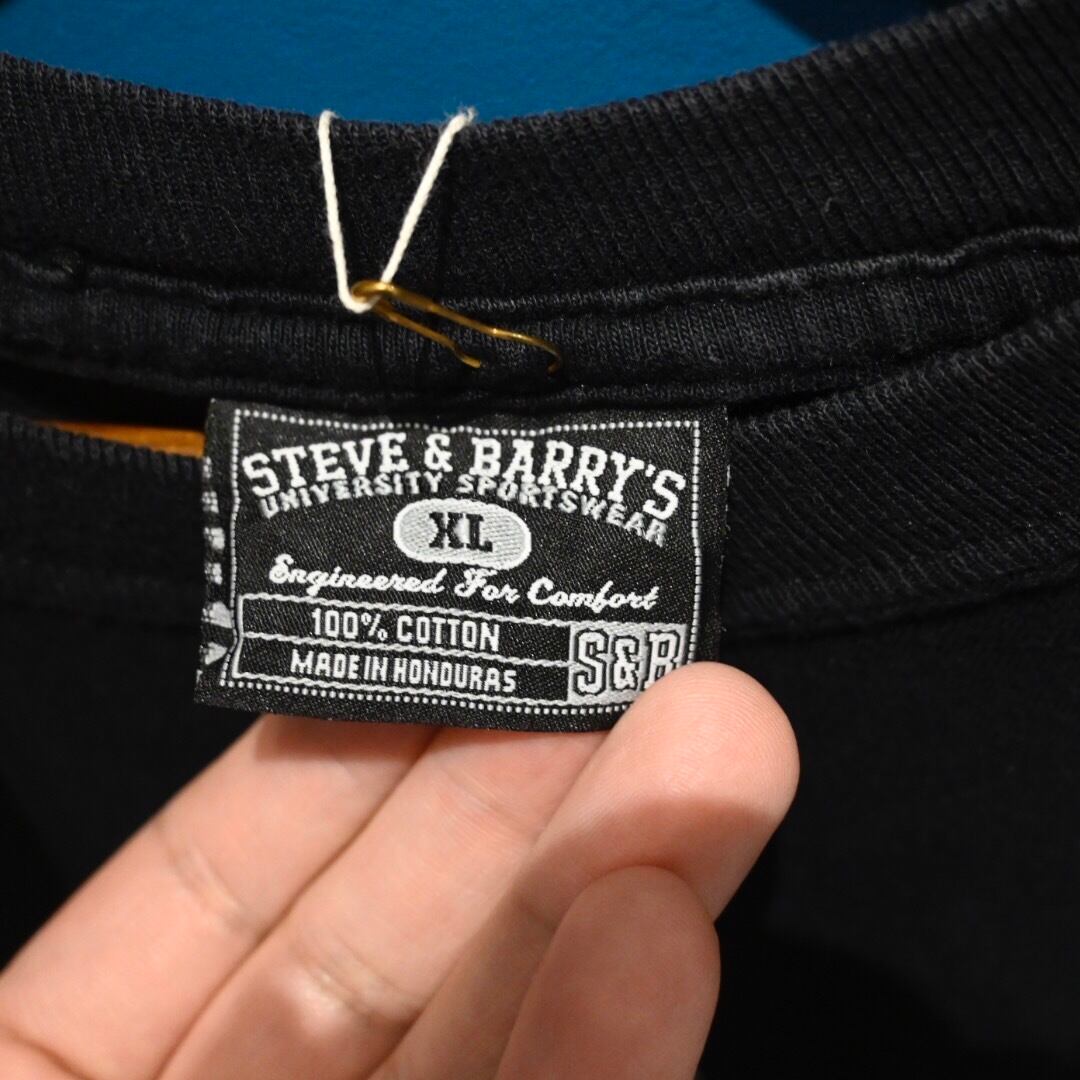 STEVE & BARRY'S
UNIVERSITY SPORTSWEAR
XL
Engineered For Comfort
100% COTTON
MADE IN HONDURAS
S&B